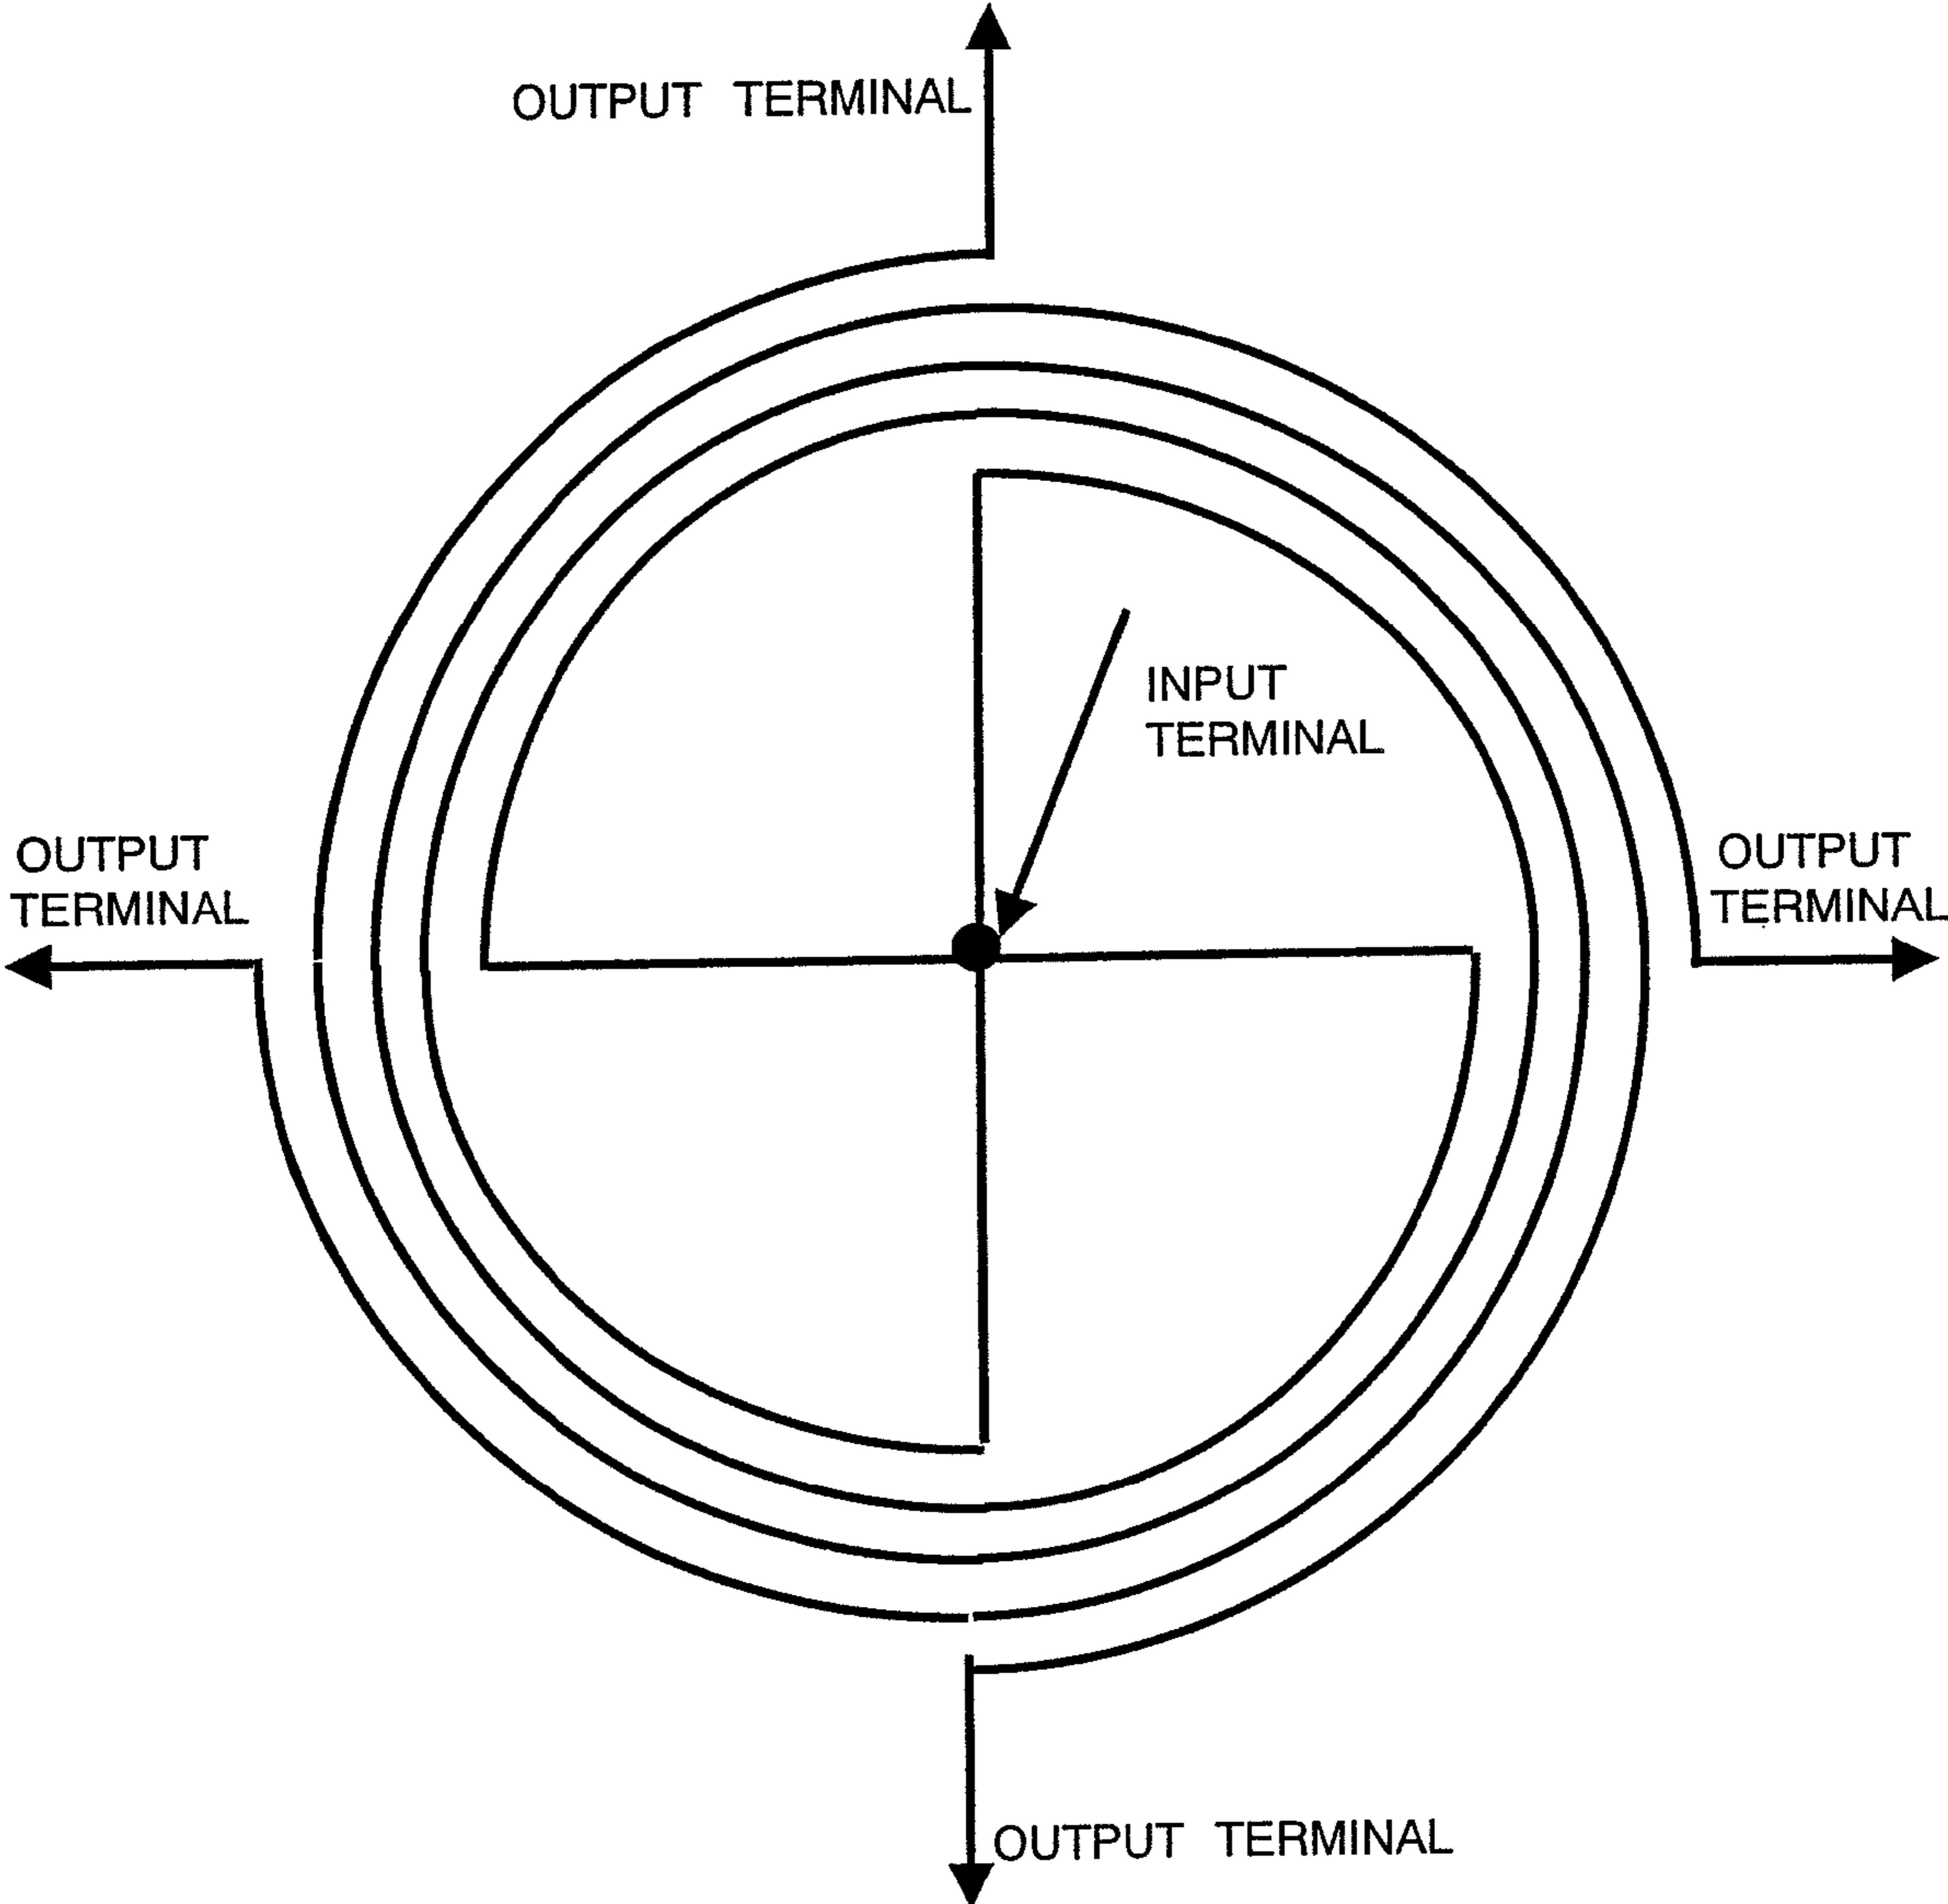 OUTPUT TERMINAL
INPUT
TERMINAL
OUTPUT
TERMINAL
OUTPUT
TERMINAL
OUTPUT TERMINAL